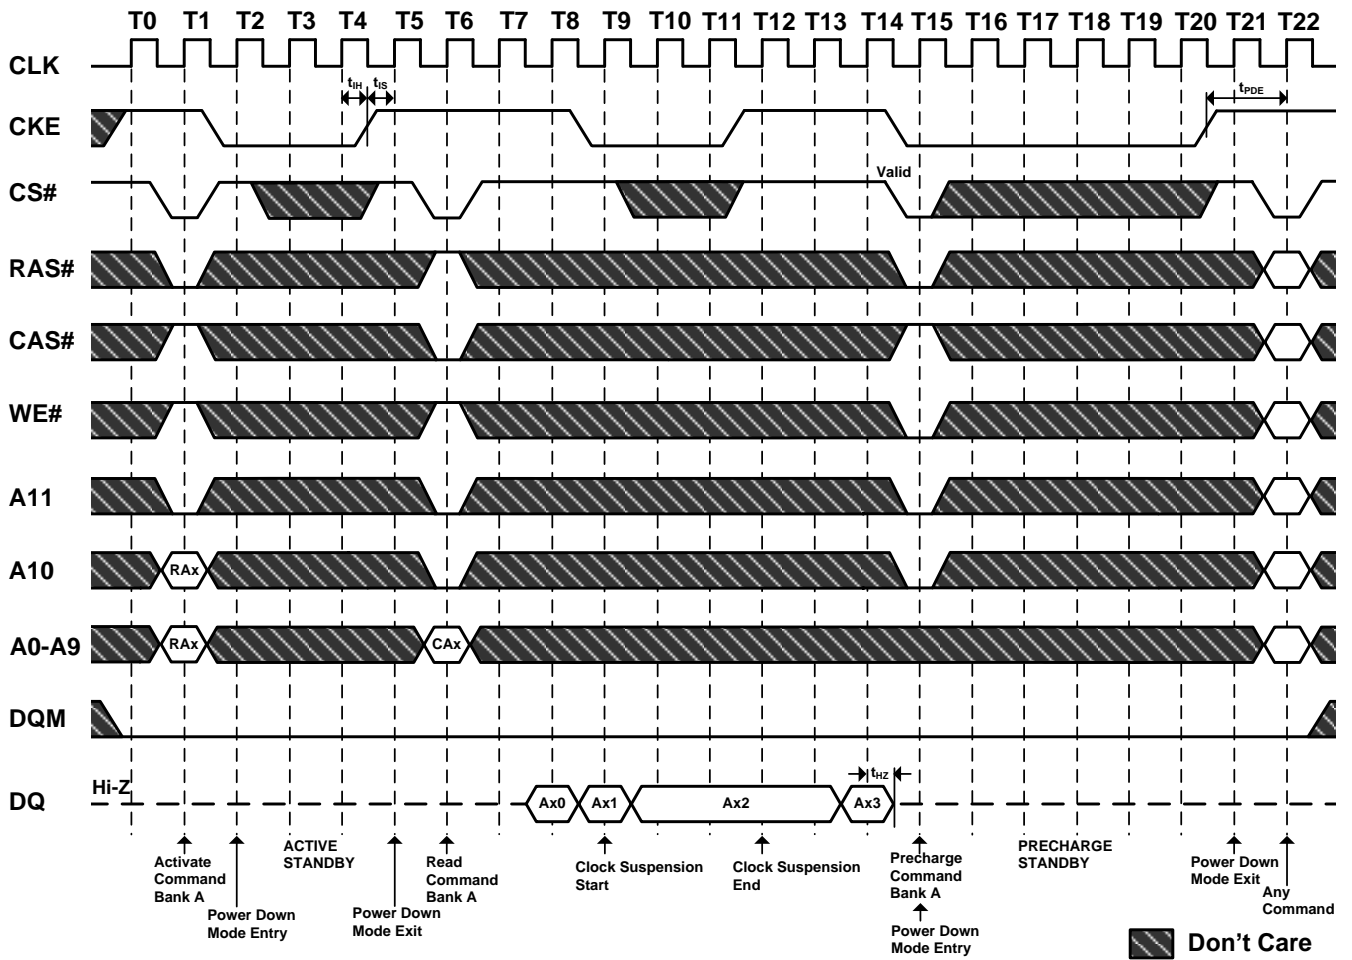 T0 T1 T2 T3 T4 T5 T6 T7 T8 T9 T10 T11 T12 T13 T14 T15 T16 T17 T18 T19 T20 T21 T22
CLK
tIH tIS tPDE
CKE
Valid
CS#
RAS#
CAS#
WE#
A11
A10 RAx
A0-A9 RAx CAx
DQM
tHZ
Hi-Z
DQ Ax0 Ax1 Ax2 Ax3
Activate
Command
Bank A
Power Down
Mode Entry
ACTIVE
STANDBY
Power Down
Mode Exit
Read
Command
Bank A
Clock Suspension
Start
Clock Suspension
End
Precharge
Command
Bank A
Power Down
Mode Entry
PRECHARGE
STANDBY
Power Down
Mode Exit
Any
Command
Don't Care